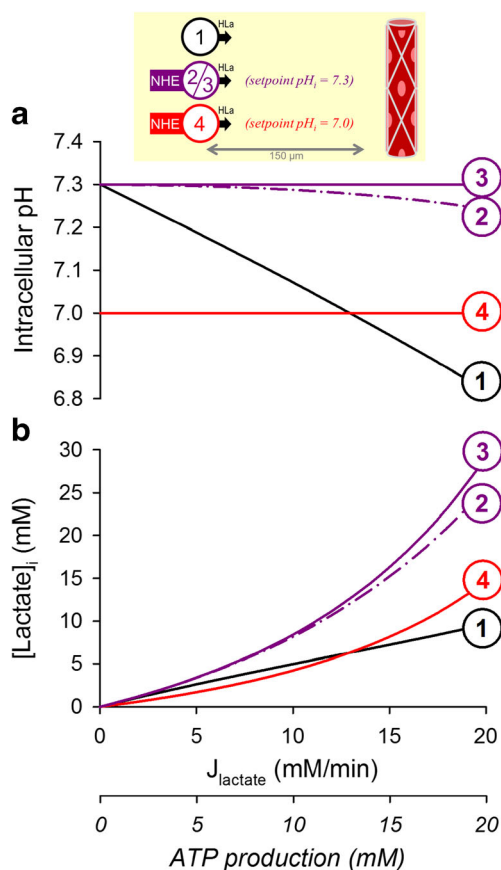 1 HLa
NHE 2/3 HLa (setpoint pHi = 7.3)
NHE 4 HLa (setpoint pHi = 7.0)
150 µm
a
Intracellular pH
7.4
7.3
7.2
7.1
7.0
6.9
6.8
3
2
4
1
b
[Lactate]i (mM)
30
25
20
15
10
5
0
3
2
4
1
0 5 10 15 20
Jlactate (mM/min)
0 5 10 15 20
ATP production (mM)